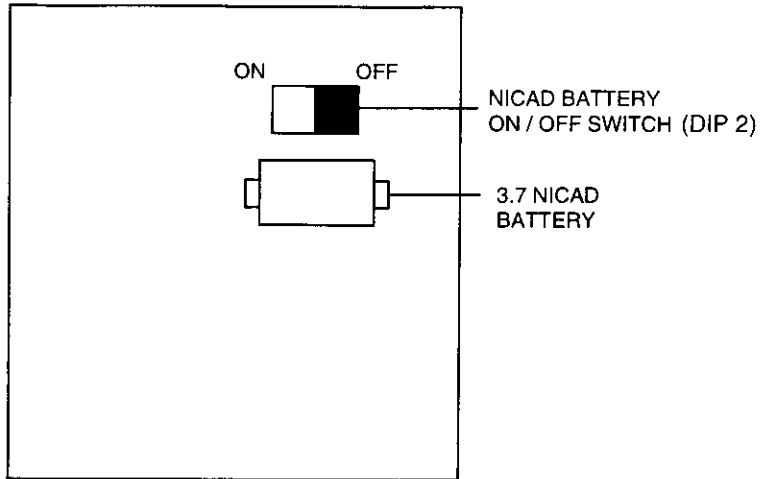 ON OFF
NICAD BATTERY
ON / OFF SWITCH (DIP 2)
3.7 NICAD
BATTERY